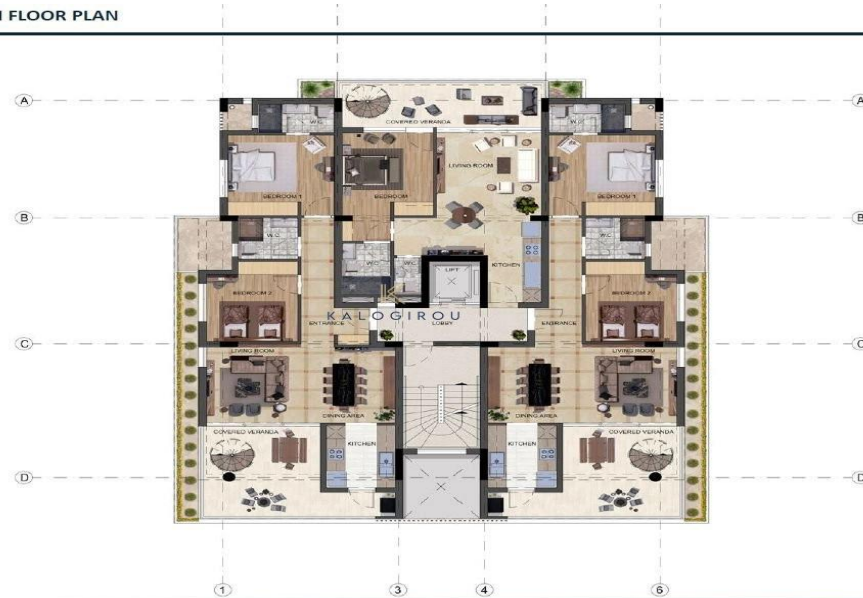 FLOOR PLAN
A
A
W.C.
COVERED VERANDA
W.C.
BEDROOM 1
BEDROOM
LIVING ROOM
BEDROOM 1
B
B
W.C.
W.C.
W.C.
W.C.
LIFT
KITCHEN
BEDROOM 2
BEDROOM 2
KALOGIROU
ENTRANCE
LOBBY
ENTRANCE
C
C
LIVING ROOM
LIVING ROOM
DINING AREA
DINING AREA
COVERED VERANDA
KITCHEN
KITCHEN
COVERED VERANDA
D
D
1
3
4
6